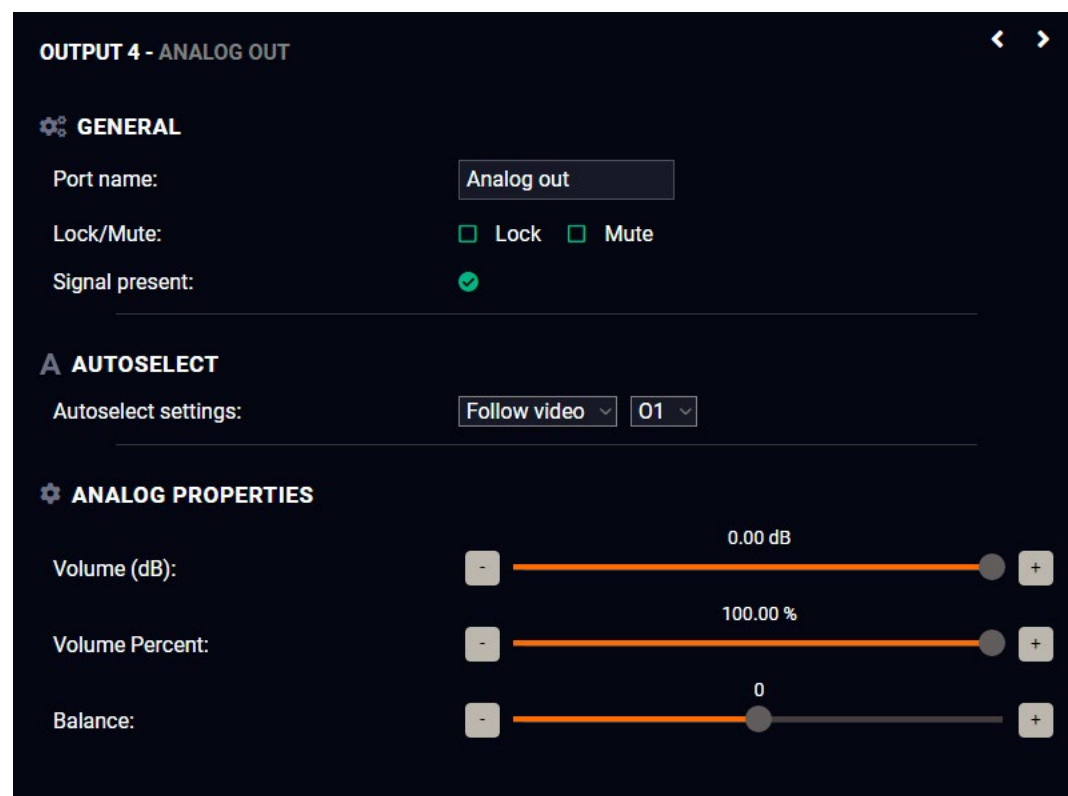 OUTPUT 4 - ANALOG OUT
GENERAL
Port name: Analog out
Lock/Mute: Lock Mute
Signal present:
A AUTOSELECT
Autoselect settings: Follow video O1
ANALOG PROPERTIES
0.00 dB
Volume (dB): - +
100.00 %
Volume Percent: - +
0
Balance: - +